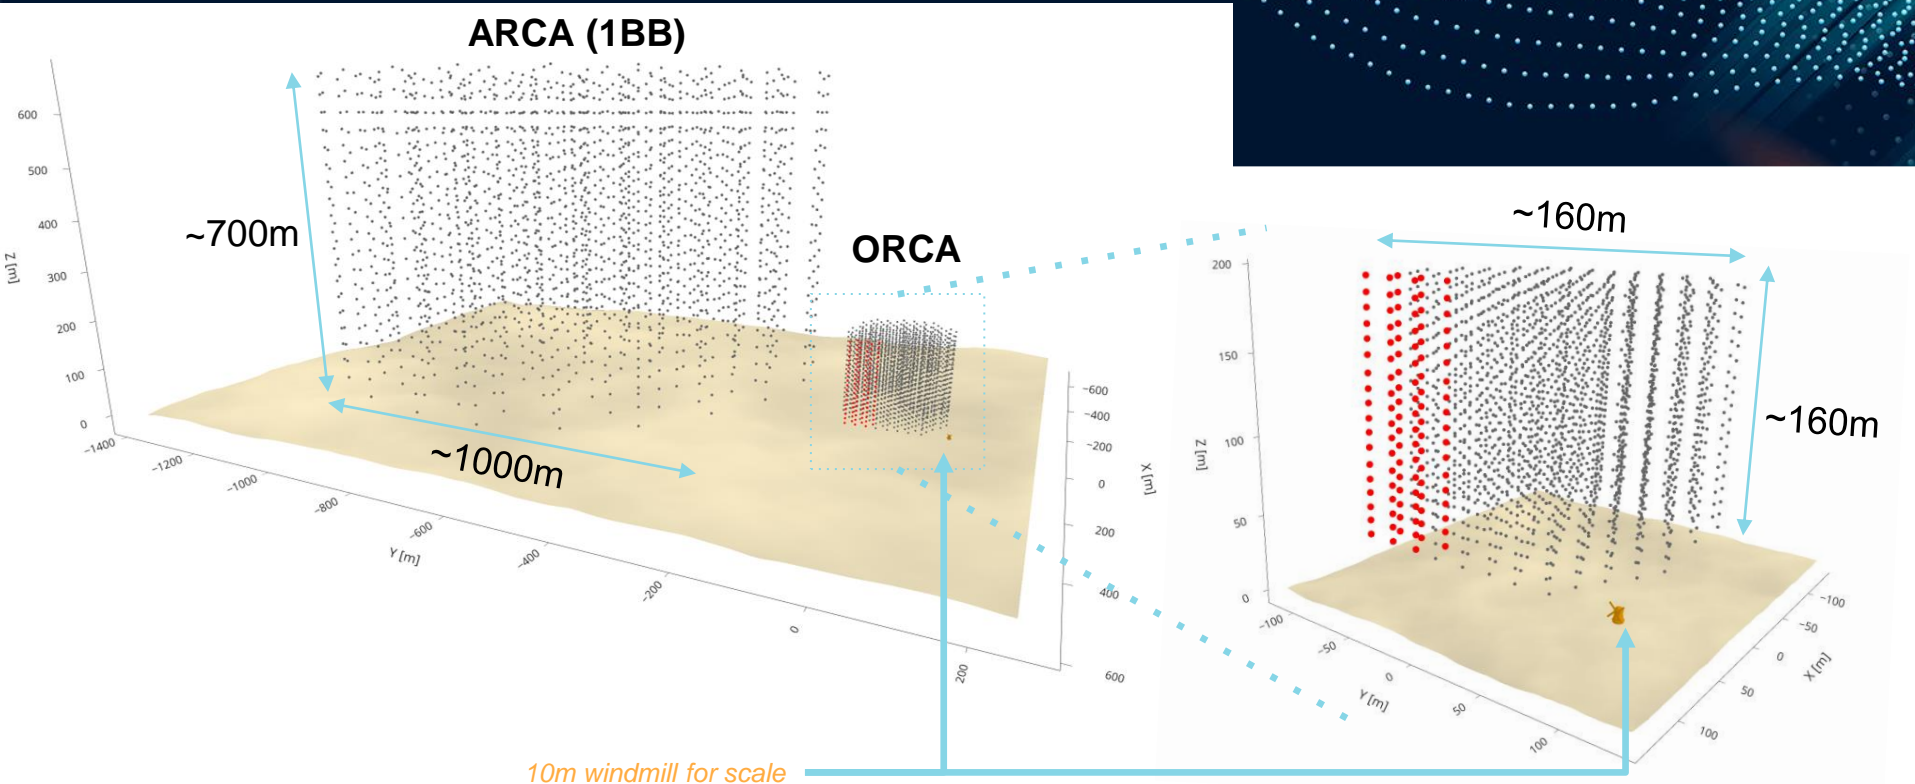 ARCA (1BB)
600
500
400
300
200
100
0
Z [m]
~700m
~1000m
−1400
−1200
−1000
−800
−600
−400
−200
0
200
Y [m]
−600
−400
−200
0
200
400
600
X [m]
ORCA
~160m
~160m
200
150
100
50
0
Z [m]
−100
−50
0
50
100
Y [m]
−100
−50
0
50
100
X [m]
10m windmill for scale